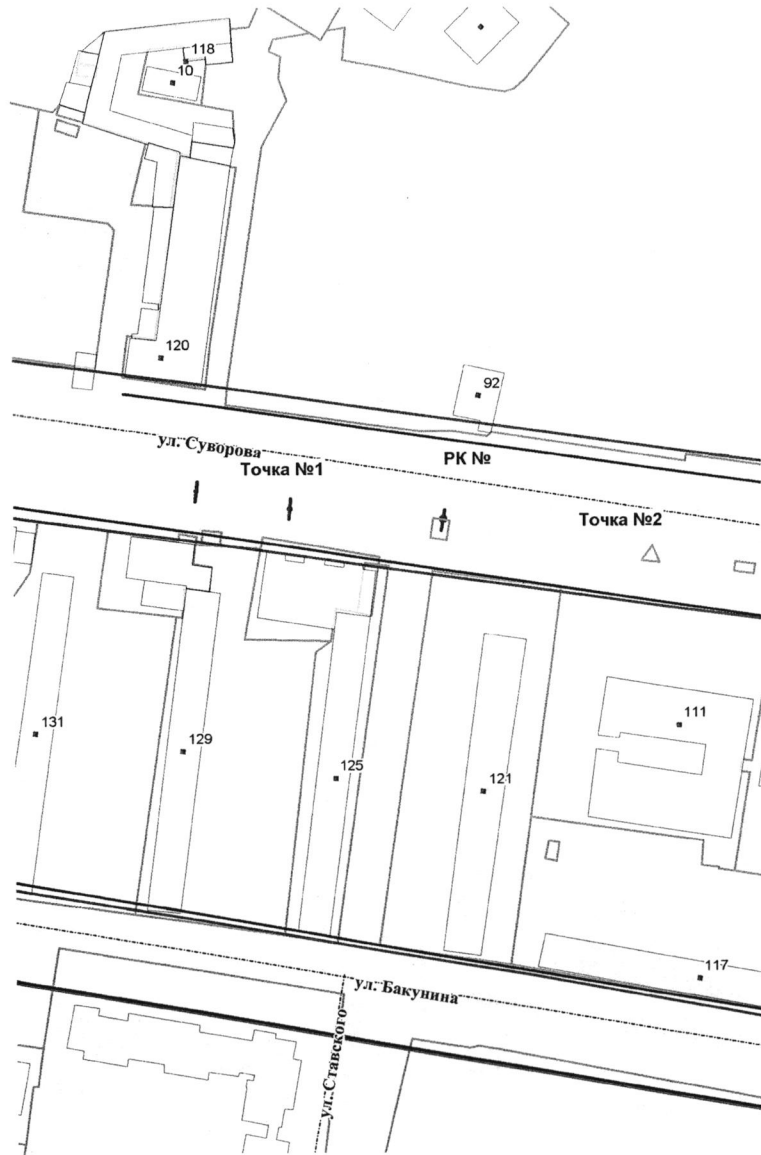 118
10
120
92
ул. Суворова
РК №
Точка №1
Точка №2
131
129
125
121
111
117
ул. Бакунина
ул. Ставского